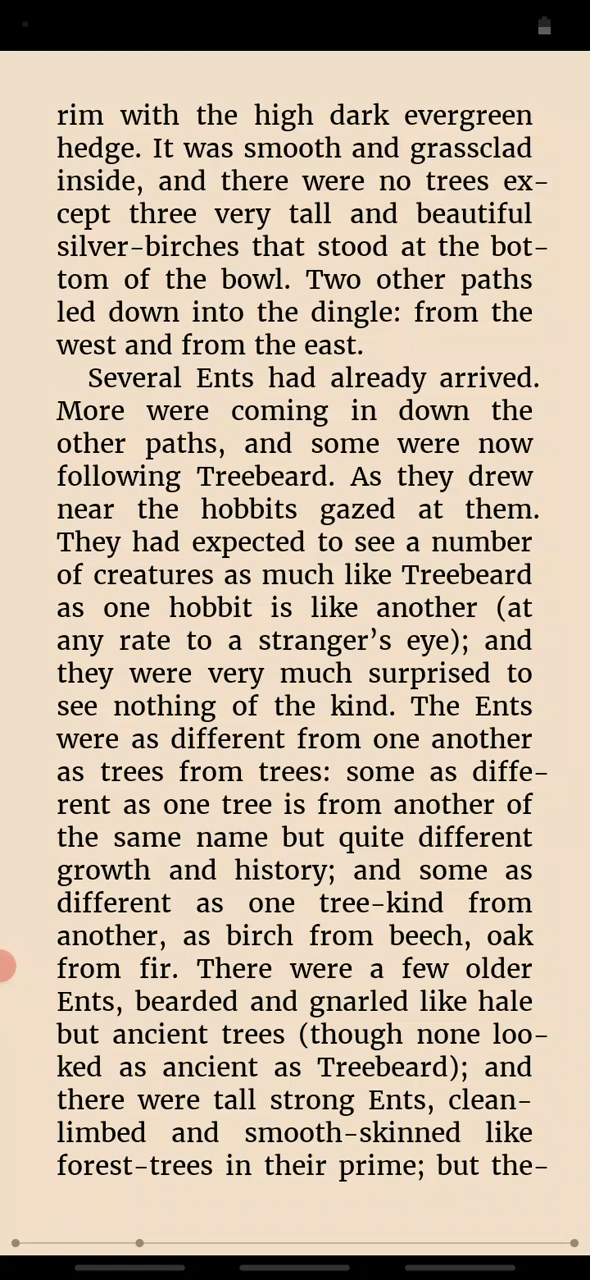 rim with the high dark evergreen
hedge. It was smooth and grassclad
inside, and there were no trees ex-
cept three very tall and beautiful
silver-birches that stood at the bot-
tom of the bowl. Two other paths
led down into the dingle: from the
west and from the east.
Several Ents had already arrived.
More were coming in down the
other paths, and some were now
following Treebeard. As they drew
near the hobbits gazed at them.
They had expected to see a number
of creatures as much like Treebeard
as one hobbit is like another (at
any rate to a stranger’s eye); and
they were very much surprised to
see nothing of the kind. The Ents
were as different from one another
as trees from trees: some as diffe-
rent as one tree is from another of
the same name but quite different
growth and history; and some as
different as one tree-kind from
another, as birch from beech, oak
from fir. There were a few older
Ents, bearded and gnarled like hale
but ancient trees (though none loo-
ked as ancient as Treebeard); and
there were tall strong Ents, clean-
limbed and smooth-skinned like
forest-trees in their prime; but the-